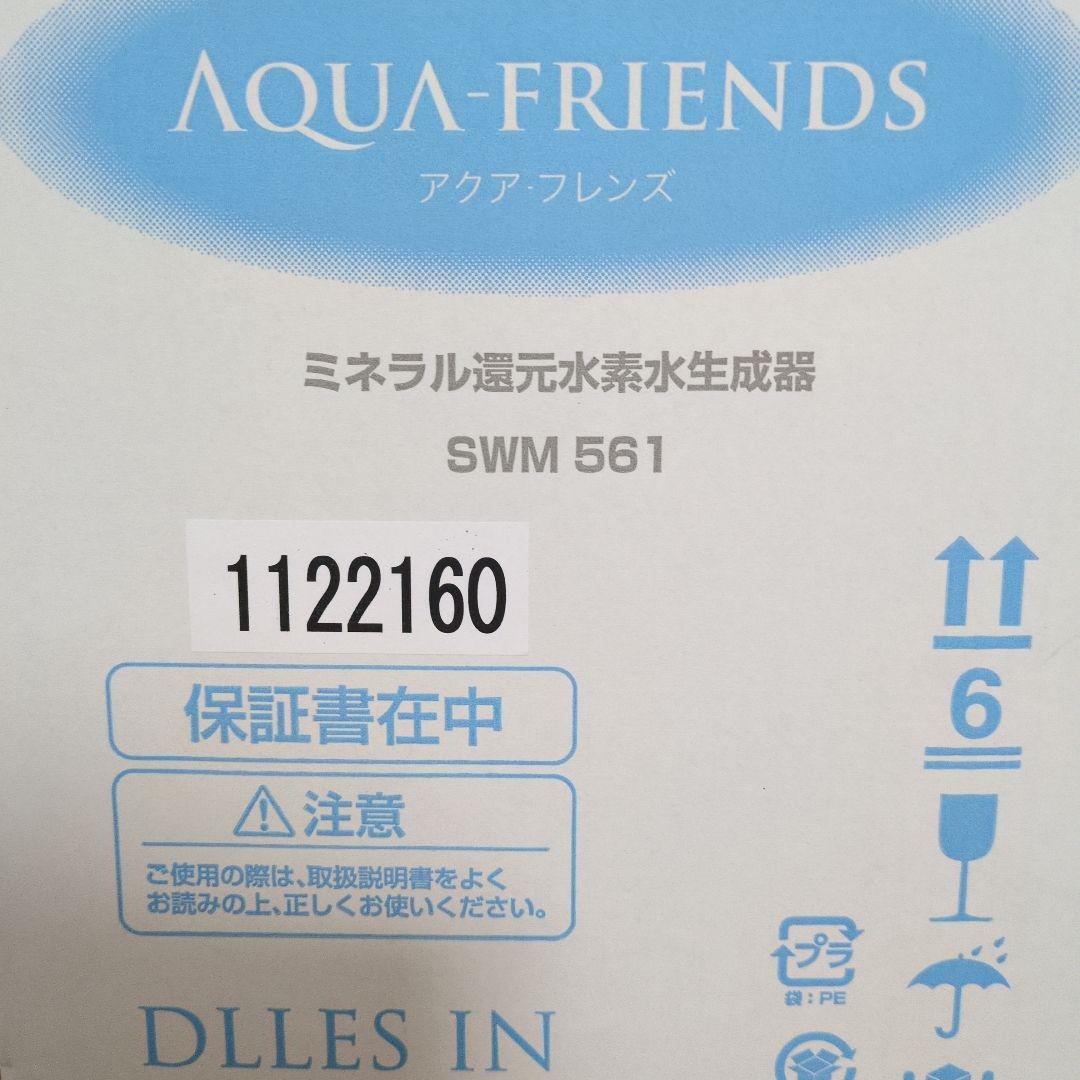 AQUA-FRIENDS
アクア・フレンズ
ミネラル還元水素水生成器
SWM 561
1122160
保証書在中
注意
ご使用の際は、取扱説明書をよく
お読みの上、正しくお使いください。
6
プラ
袋：PE
DLLES IN